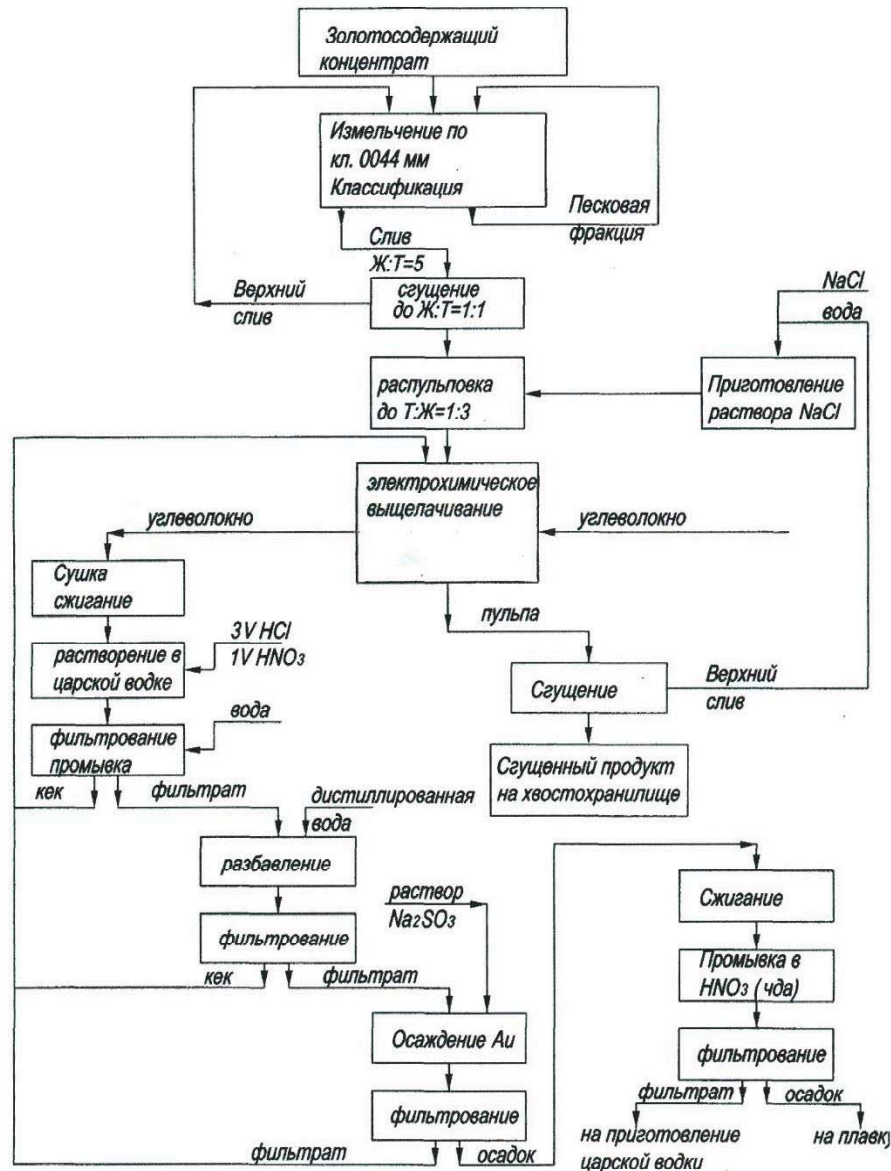 Золотосодержащий
концентрат
Измельчение по
кл. 0044 мм
Классификация
Песковая
фракция
Слив
Ж:Т=5
Верхний
слив
сгущение
до Ж:Т=1:1
NaCl
вода
распульповка
до Т:Ж=1:3
Приготовление
раствора NaCl
электрохимическое
выщелачивание
углеволокно
углеволокно
Сушка
сжигание
пульпа
3V HCl
1V HNO3
растворение в
царской водке
Сгущение
Верхний
слив
вода
фильтрование
промывка
Сгущенный продукт
на хвостохранилище
кек
фильтрат
дистиллированная
вода
разбавление
раствор
Na2SO3
Сжигание
фильтрование
Промывка в
HNO3 (чда)
кек
фильтрат
Осаждение Au
фильтрование
фильтрование
фильтрат
осадок
на приготовление
царской водки
на плавку
фильтрат
осадок